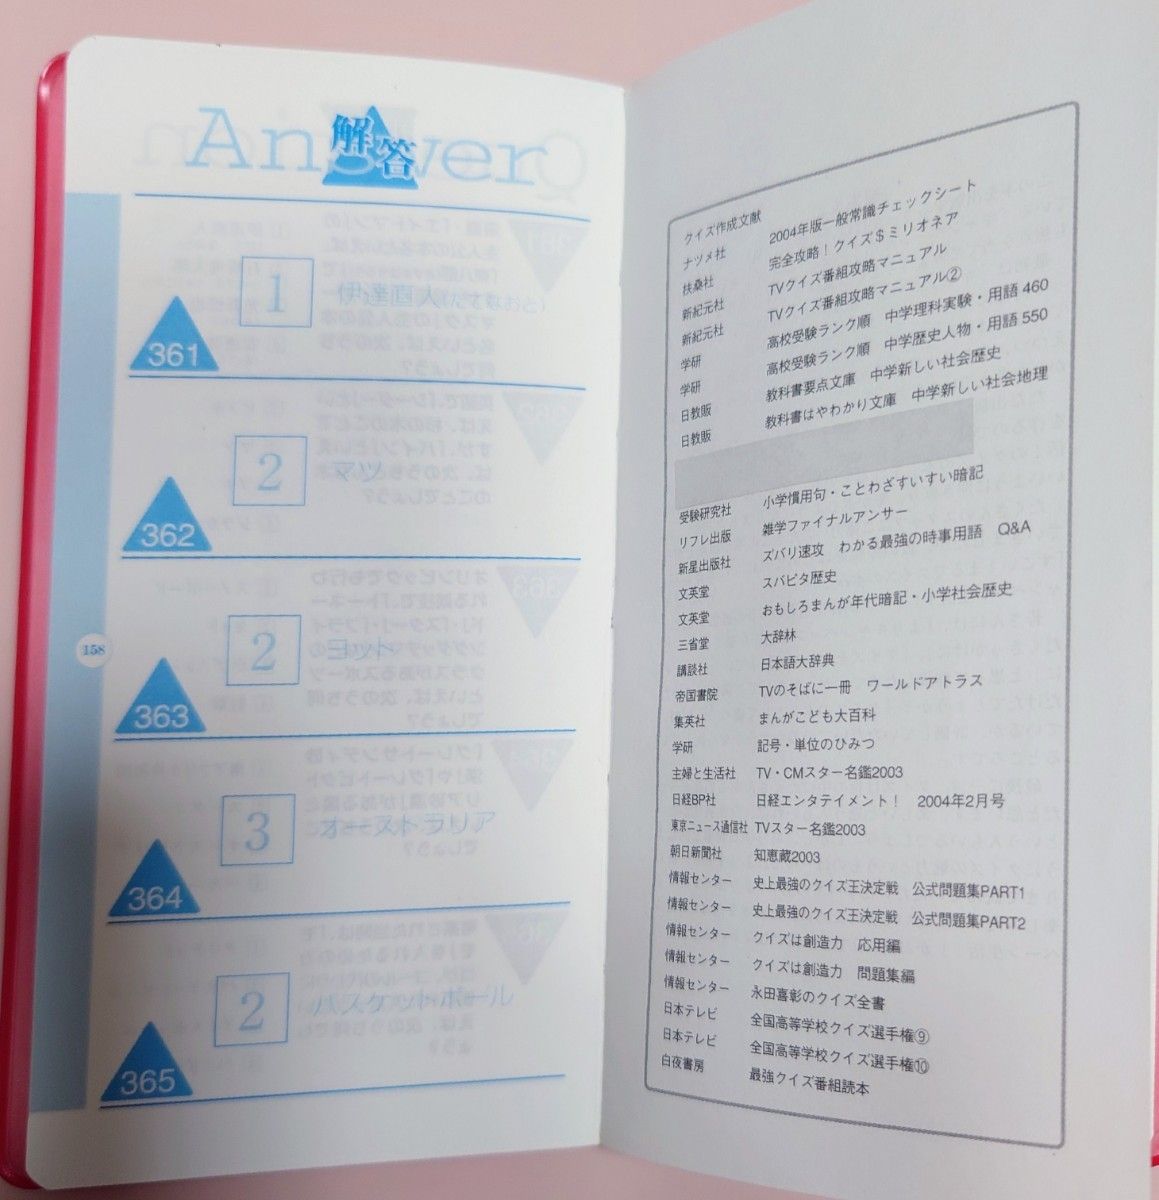 Answer
解答
361
1
伊達直人(だてなおと)
362
2
マツ
363
2
ヨット
364
3
オーストラリア
365
2
バスケットボール
158
クイズ作成文献
ナツメ社 2004年版一般常識チェックシート
扶桑社 完全攻略！クイズ＄ミリオネア
新紀元社 TVクイズ番組攻略マニュアル
新紀元社 TVクイズ番組攻略マニュアル②
学研 高校受験ランク順 中学理科実験・用語 460
学研 高校受験ランク順 中学歴史人物・用語 550
日教販 教科書要点文庫 中学新しい社会歴史
日教販 教科書はやわかり文庫 中学新しい社会地理
受験研究社 小学慣用句・ことわざすいすい暗記
リフレ出版 雑学ファイナルアンサー
新星出版社 ズバリ速攻 わかる最強の時事用語 Q&A
文英堂 スバピタ歴史
文英堂 おもしろまんが年代暗記・小学社会歴史
三省堂 大辞林
講談社 日本語大辞典
帝国書院 TVのそばに一冊 ワールドアトラス
集英社 まんがこども大百科
学研 記号・単位のひみつ
主婦と生活社 TV・CMスター名鑑2003
日経BP社 日経エンタテイメント！ 2004年2月号
東京ニュース通信社 TVスター名鑑2003
朝日新聞社 知恵蔵2003
情報センター 史上最強のクイズ王決定戦 公式問題集PART1
情報センター 史上最強のクイズ王決定戦 公式問題集PART2
情報センター クイズは創造力 応用編
情報センター クイズは創造力 問題集編
情報センター 永田喜彰のクイズ全書
日本テレビ 全国高等学校クイズ選手権⑨
日本テレビ 全国高等学校クイズ選手権⑩
白夜書房 最強クイズ番組読本